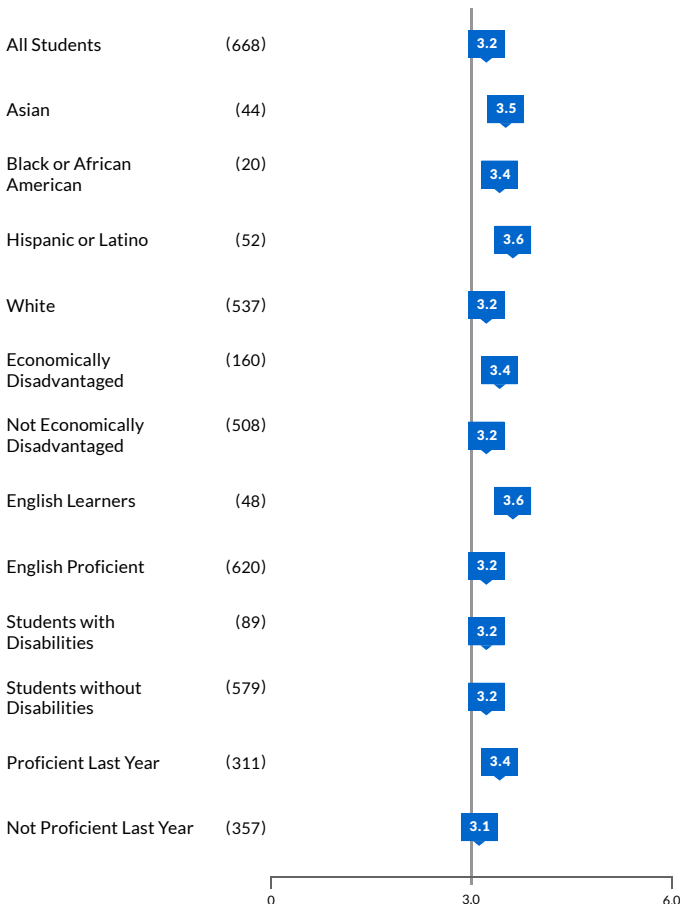 All Students (668) 3.2
Asian (44) 3.5
Black or African (20) 3.4
American
Hispanic or Latino (52) 3.6
White (537) 3.2
Economically (160) 3.4
Disadvantaged
Not Economically (508) 3.2
Disadvantaged
English Learners (48) 3.6
English Proficient (620) 3.2
Students with (89) 3.2
Disabilities
Students without (579) 3.2
Disabilities
Proficient Last Year (311) 3.4
Not Proficient Last Year (357) 3.1
0 3.0 6.0